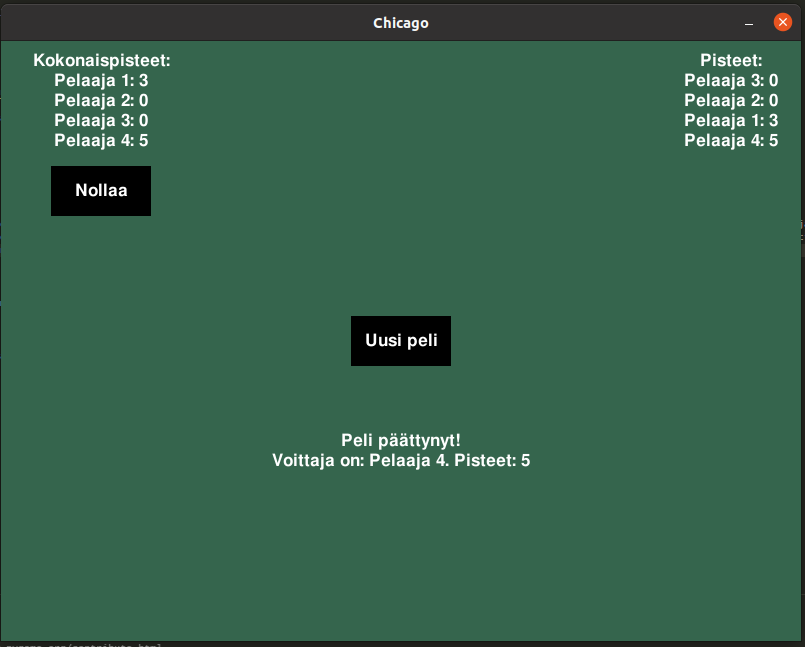 Chicago
Kokonaispisteet:
Pelaaja 1: 3
Pelaaja 2: 0
Pelaaja 3: 0
Pelaaja 4: 5
Nollaa
Pisteet:
Pelaaja 3: 0
Pelaaja 2: 0
Pelaaja 1: 3
Pelaaja 4: 5
Uusi peli
Peli päättynyt!
Voittaja on: Pelaaja 4. Pisteet: 5